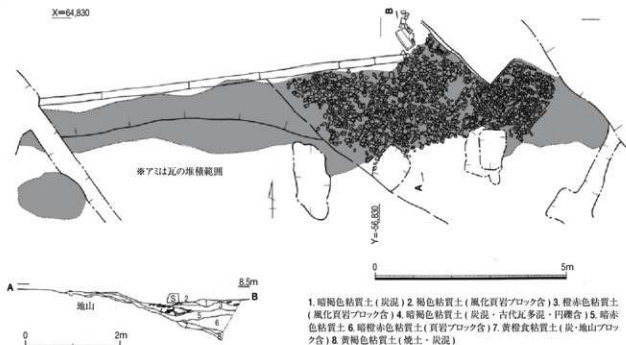 X=64,830
B
※アミは瓦の堆積範囲
A
Y=-56,830
0 5m
A
地山
S
2
5
6
8
8.5m
B
0 2m
1. 暗褐色粘質土(炭混) 2. 褐色粘質土(風化頁岩ブロック含) 3. 橙赤色粘質土
(風化頁岩ブロック含) 4. 暗褐色粘質土(炭混・古代瓦多混・円礫含) 5. 暗赤
色粘質土 6. 暗橙赤色粘質土(頁岩ブロック含) 7. 黄橙食粘質土(炭・地山ブロッ
ク含) 8. 黄褐色粘質土(焼土・炭混)